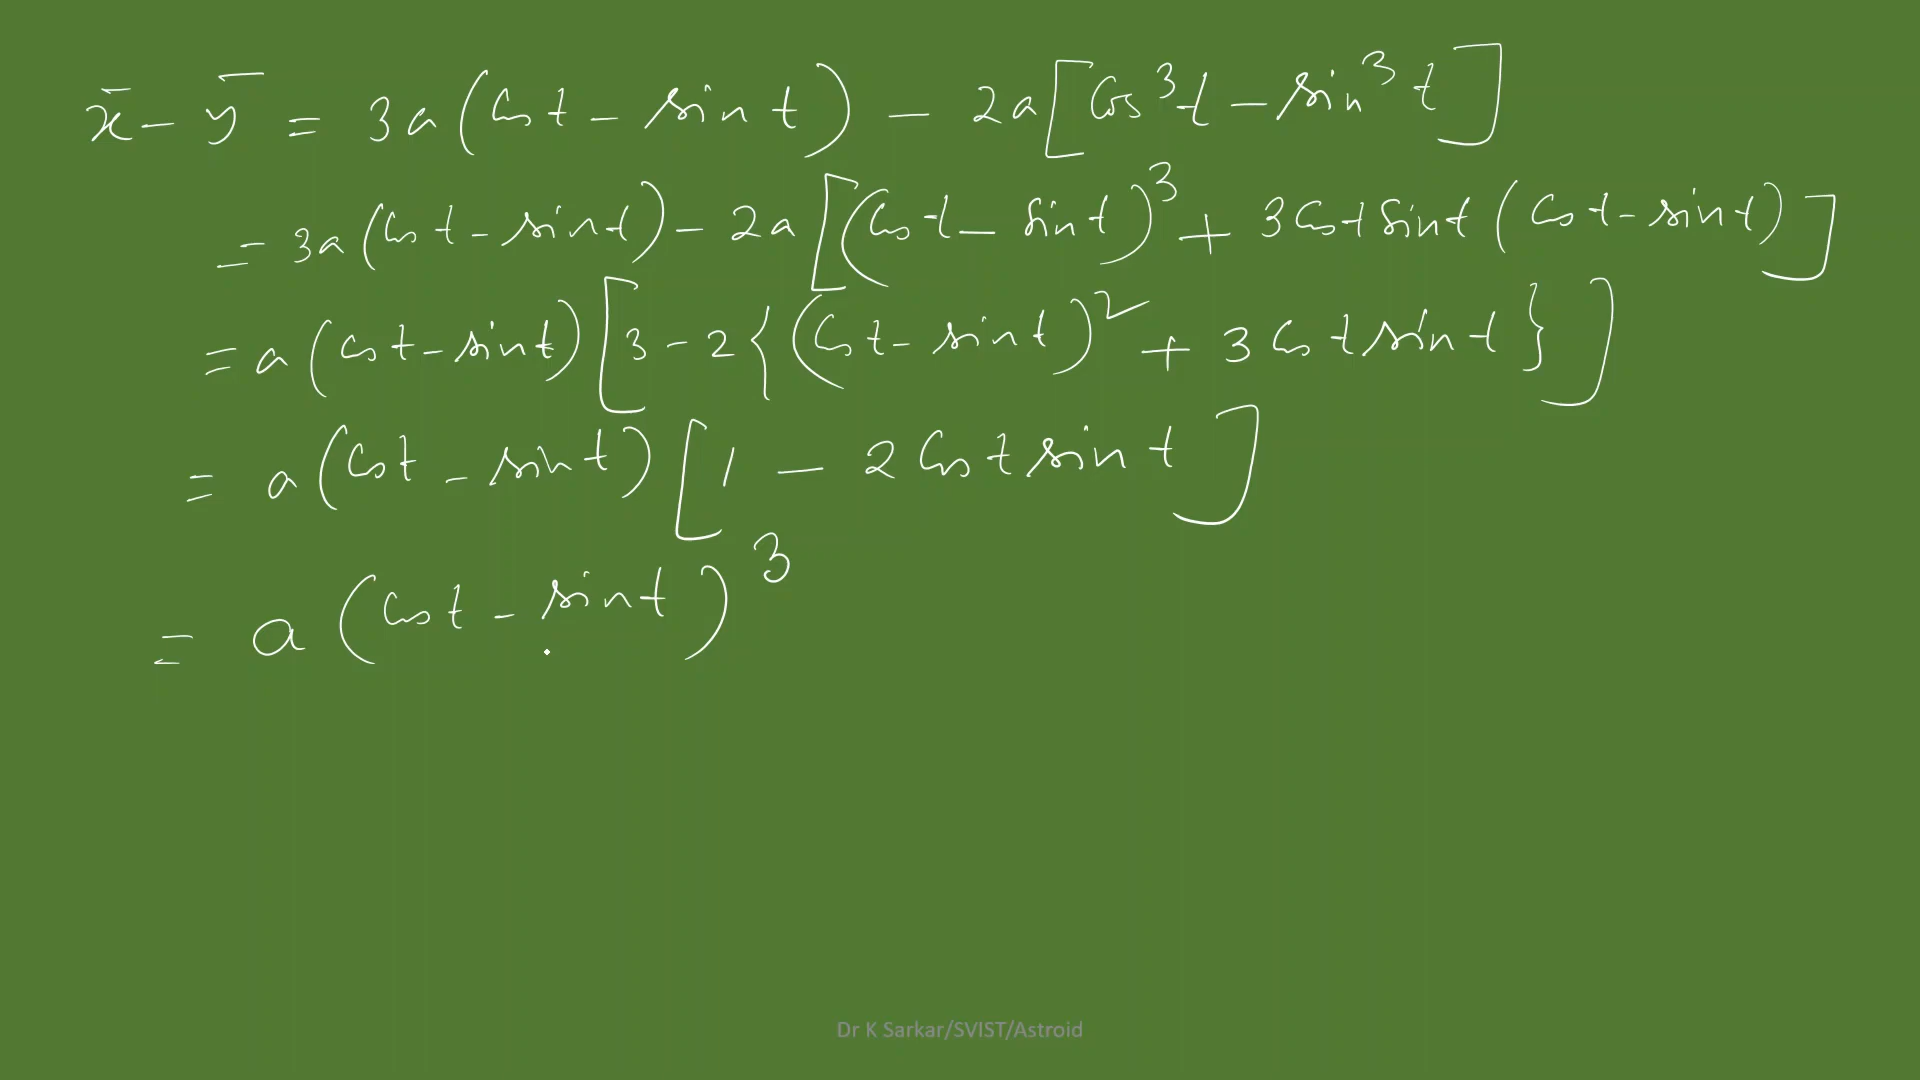 x̄ - ȳ = 3a(Cos t - sin t) - 2a[Cos³t - sin³t]
= 3a(Cos t - sin t) - 2a[(Cos t - sin t)³ + 3 Cos t sin t (Cos t - sin t)]
= a(Cos t - sin t)[3 - 2{(Cos t - sin t)² + 3 Cos t sin t}]
= a(Cos t - sin t)[1 - 2 Cos t sin t]
= a(Cos t - sin t)³
Dr K Sarkar/SVIST/Astroid